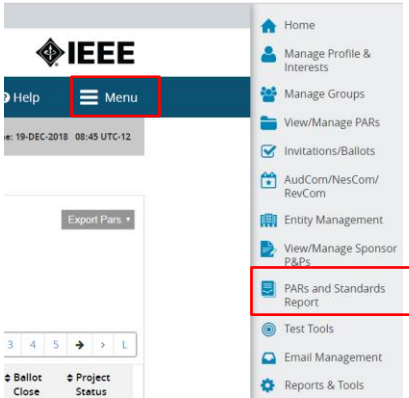 IEEE
Help
Menu
e: 19-DEC-2018 08:45 UTC-12
Export Pars
3 4 5 → > L
Ballot
Close
Project
Status
Home
Manage Profile &
Interests
Manage Groups
View/Manage PARs
Invitations/Ballots
AudCom/NesCom/
RevCom
Entity Management
View/Manage Sponsor
P&Ps
PARs and Standards
Report
Test Tools
Email Management
Reports & Tools